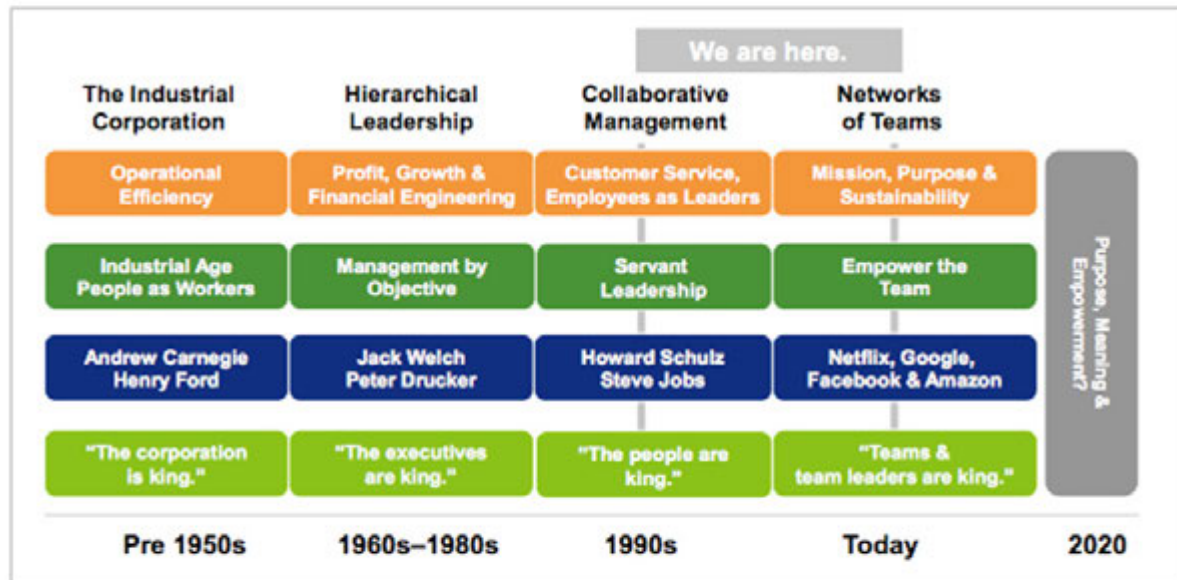 We are here.
The Industrial
Corporation
Hierarchical
Leadership
Collaborative
Management
Networks
of Teams
Operational
Efficiency
Profit, Growth &
Financial Engineering
Customer Service,
Employees as Leaders
Mission, Purpose &
Sustainability
Industrial Age
People as Workers
Management by
Objective
Servant
Leadership
Empower the
Team
Andrew Carnegie
Henry Ford
Jack Welch
Peter Drucker
Howard Schulz
Steve Jobs
Netflix, Google,
Facebook & Amazon
"The corporation
is king."
"The executives
are king."
"The people are
king."
"Teams &
team leaders are king."
Purpose, Meaning &
Empowerment?
Pre 1950s
1960s–1980s
1990s
Today
2020